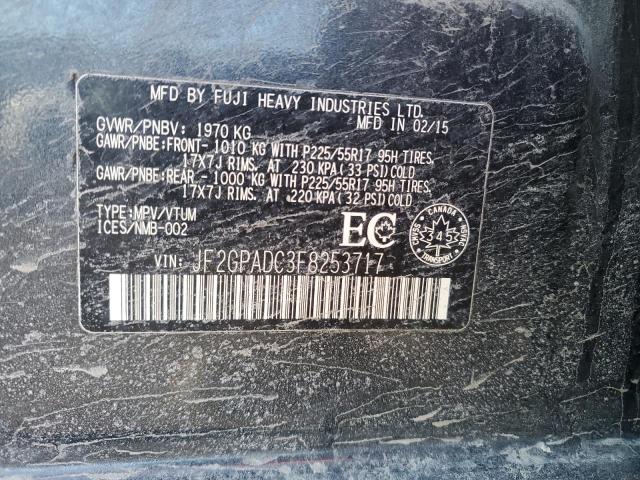 MFD BY FUJI HEAVY INDUSTRIES LTD.
MFD IN 02/15
GVWR/PNBV: 1970 KG
GAWR/PNBE:FRONT- 1010 KG WITH P225/55R17 95H TIRES,
17X7J RIMS. AT 230 KPA (33 PSI)COLD
GAWR/PNBE:REAR - 1000 KG WITH P225/55R17 95H TIRES,
17X7J RIMS. AT 220 KPA (32 PSI)COLD
TYPE:MPV/VTUM
ICES/NMB-002
EC
CANADA
CMVSS
NSVAC
345
TRANSPORT
VIN: JF2GPADC3F8253717